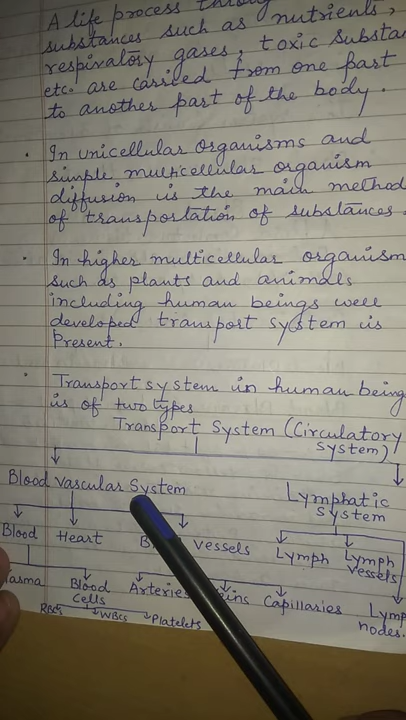 A life process
substances such as nutrients,
respiratory gases, toxic
etc. are carried from one part
to another part of the body.
In unicellular organisms and
simple multicellular organism
diffusion is the main method
of transportation of substances.
In higher multicellular organism
such as plants and animals
including human beings well
developed transport system is
Present.
Transport system in human being
is of two types
Transport System (Circulatory
System)
Blood vascular System
Lymphatic
System
Blood Heart vessels
Lymph Lymph
vessels
Blood
Cells
Arteries Capillaries
nodes.
RBCs WBCs Platelets